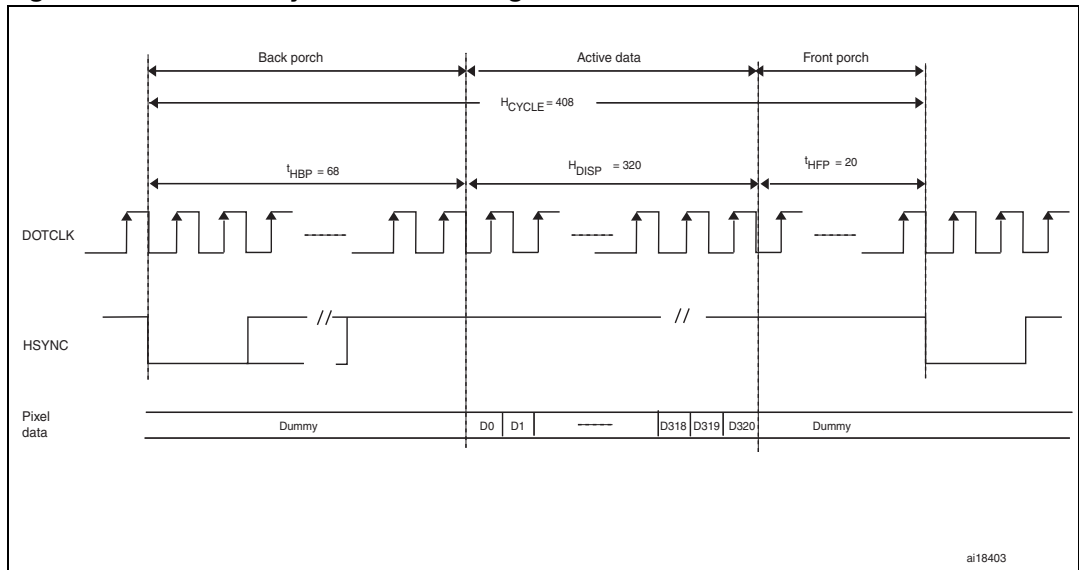 Back porch
Active data
Front porch
HCYCLE = 408
tHBP = 68
HDISP = 320
tHFP = 20
DOTCLK
HSYNC
//
//
Pixel
data
Dummy
D0
D1
D318
D319
D320
Dummy
ai18403